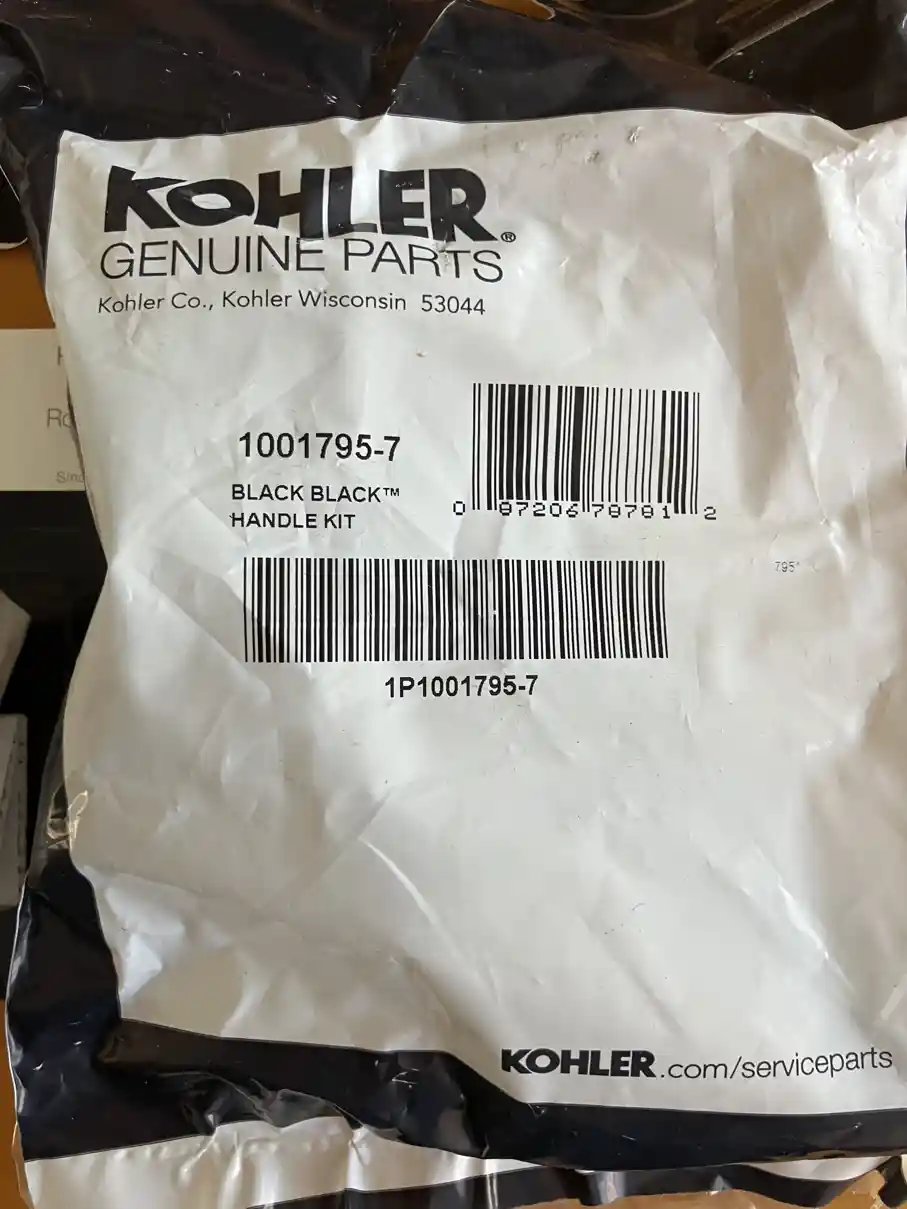 KOHLER®
GENUINE PARTS
Kohler Co., Kohler Wisconsin 53044
1001795-7
BLACK BLACK™
HANDLE KIT
0 87206 78781 2
795"
1P1001795-7
KOHLER.com/serviceparts